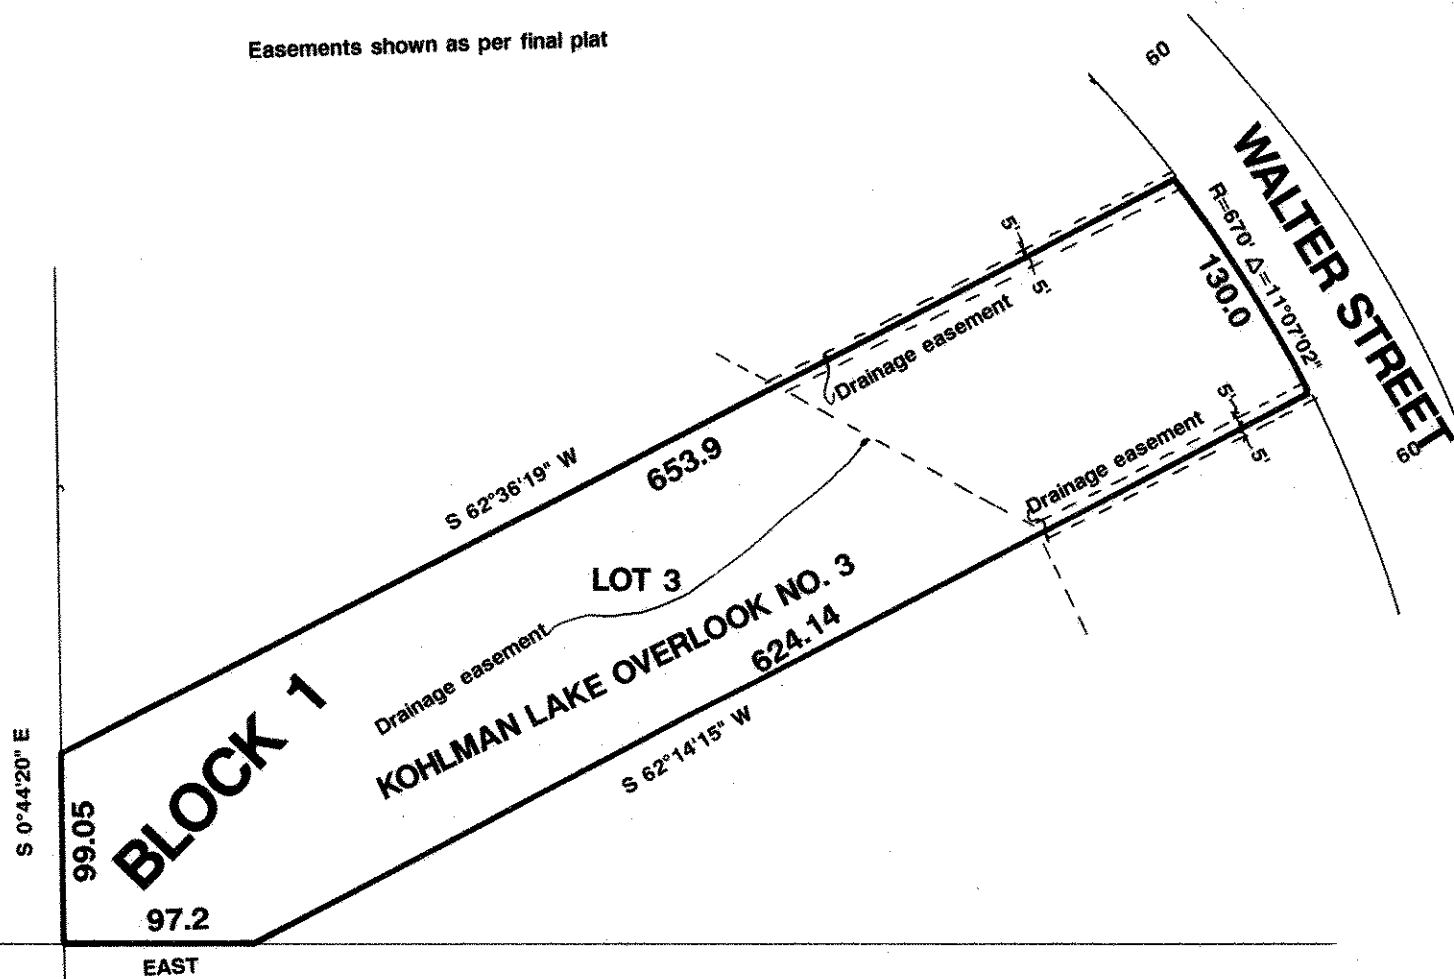 Easements shown as per final plat
60
WALTER STREET
R=670' Δ=11°07'02"
130.0
5'
5'
Drainage easement
Drainage easement
5'
5'
60
S 62°36'19" W
653.9
LOT 3
Drainage easement
KOHLMAN LAKE OVERLOOK NO. 3
624.14
S 62°14'15" W
BLOCK 1
S 0°44'20" E
99.05
97.2
EAST